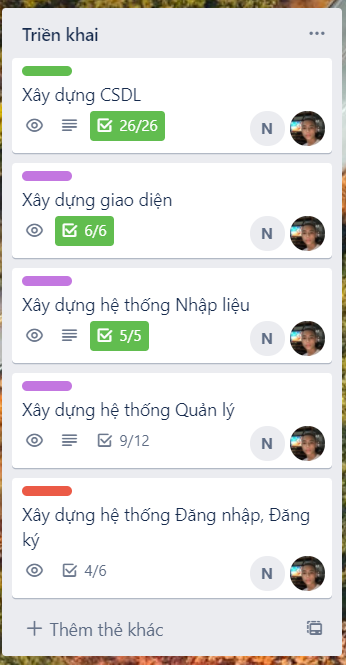 Triền khai
Xây dựng CSDL
26/26
N
Xây dựng giao diện
6/6
N
Xây dựng hệ thống Nhập liệu
5/5
N
Xây dựng hệ thống Quản lý
9/12
N
Xây dựng hệ thống Đăng nhập, Đăng
ký
4/6
N
Thêm thẻ khác